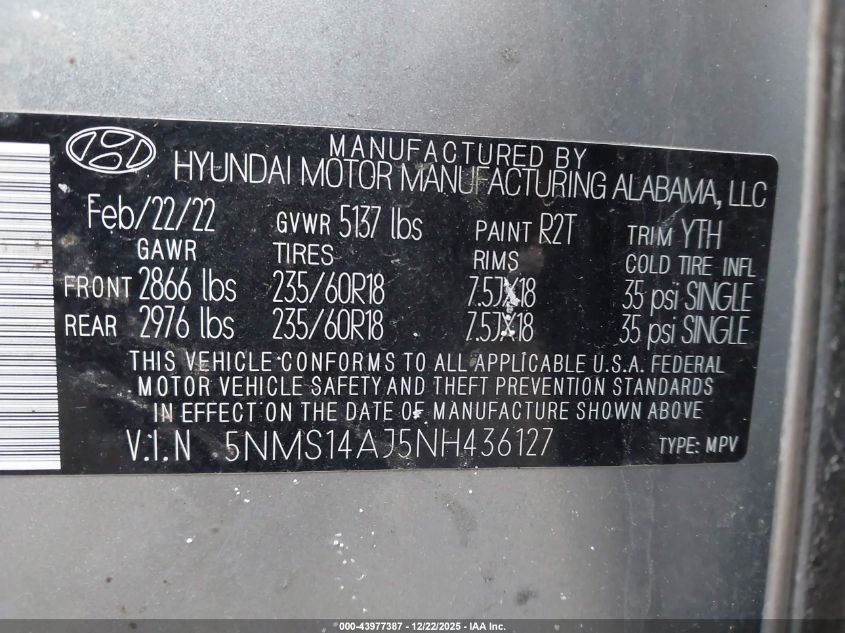 MANUFACTURED BY
HYUNDAI MOTOR MANUFACTURING ALABAMA, LLC
Feb/22/22 GVWR 5137 lbs PAINT R2T TRIM YTH
GAWR TIRES RIMS COLD TIRE INFL
FRONT 2866 lbs 235/60R18 7.5JX18 35 psi SINGLE
REAR 2976 lbs 235/60R18 7.5JX18 35 psi SINGLE
THIS VEHICLE CONFORMS TO ALL APPLICABLE U.S.A. FEDERAL
MOTOR VEHICLE SAFETY AND THEFT PREVENTION STANDARDS
IN EFFECT ON THE DATE OF MANUFACTURE SHOWN ABOVE
V.I.N 5NMS14AJ5NH436127 TYPE: MPV
000-43977387 - 12/22/2025 - IAA Inc.